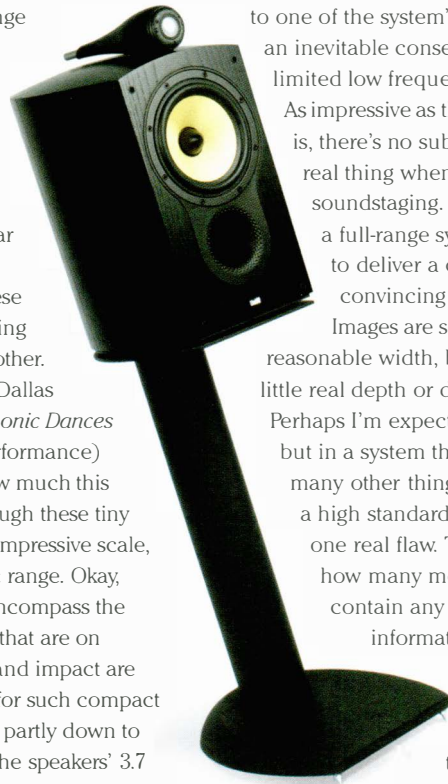 nge
ar
ese
ing
other.
Dallas
onic Dances
formance)
w much this
ugh these tiny
mpressive scale,
range. Okay,
ncompass the
that are on
and impact are
for such compact
partly down to
he speakers' 3.7
to one of the system'
an inevitable conse
limited low freque
As impressive as t
is, there's no sub
real thing when
soundstaging.
a full-range sy
to deliver a c
convincing
Images are s
reasonable width, b
little real depth or c
Perhaps I'm expec
but in a system th
many other thing
a high standard
one real flaw. T
how many m
contain any
informat